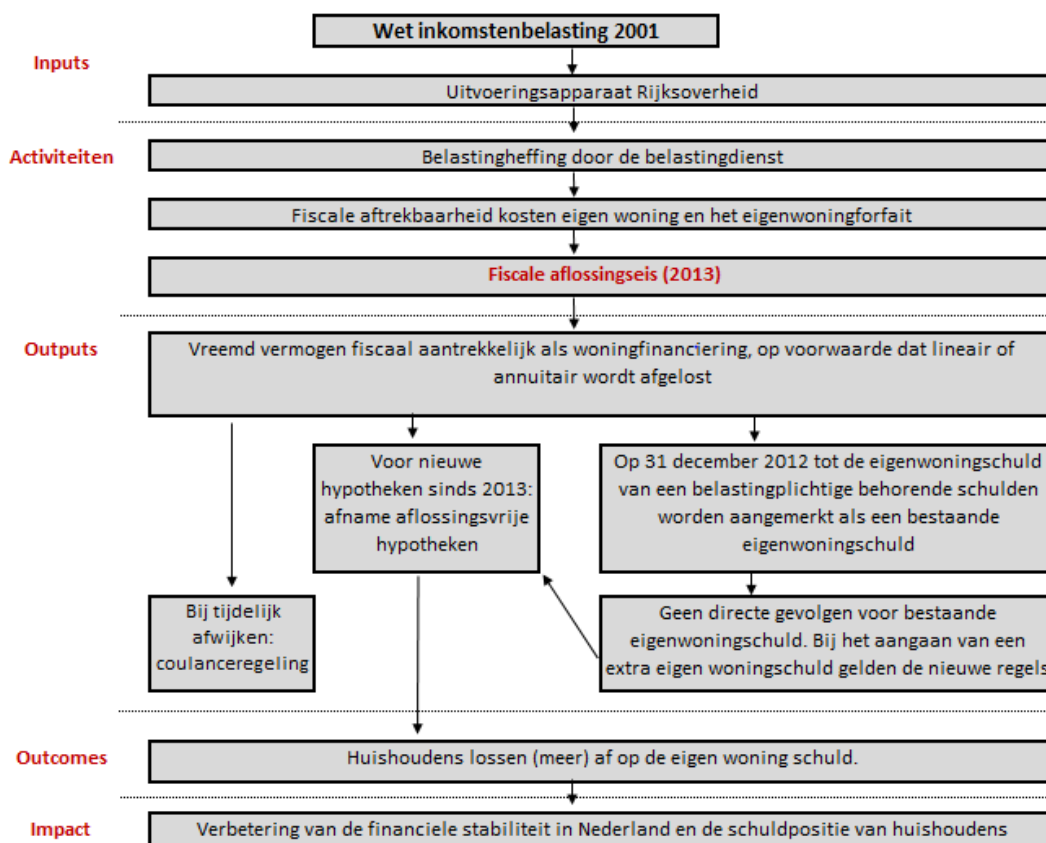 Wet inkomstenbelasting 2001
Inputs
Uitvoeringsapparaat Rijksoverheid
Activiteiten
Belastingheffing door de belastingdienst
Fiscale aftrekbaarheid kosten eigen woning en het eigenwoningforfait
Fiscale aflossingseis (2013)
Outputs
Vreemd vermogen fiscaal aantrekkelijk als woningfinanciering, op voorwaarde dat lineair of
annuitair wordt afgelost
Voor nieuwe
hypotheken sinds 2013:
afname aflossingsvrije
hypotheken
Op 31 december 2012 tot de eigenwoningschuld
van een belastingplichtige behorende schulden
worden aangemerkt als een bestaande
eigenwoningschuld
Bij tijdelijk
afwijken:
coulanceregeling
Geen directe gevolgen voor bestaande
eigenwoningschuld. Bij het aangaan van een
extra eigen woningschuld gelden de nieuwe regels
Outcomes
Huishoudens lossen (meer) af op de eigen woning schuld.
Impact
Verbetering van de financiele stabiliteit in Nederland en de schuldpositie van huishoudens